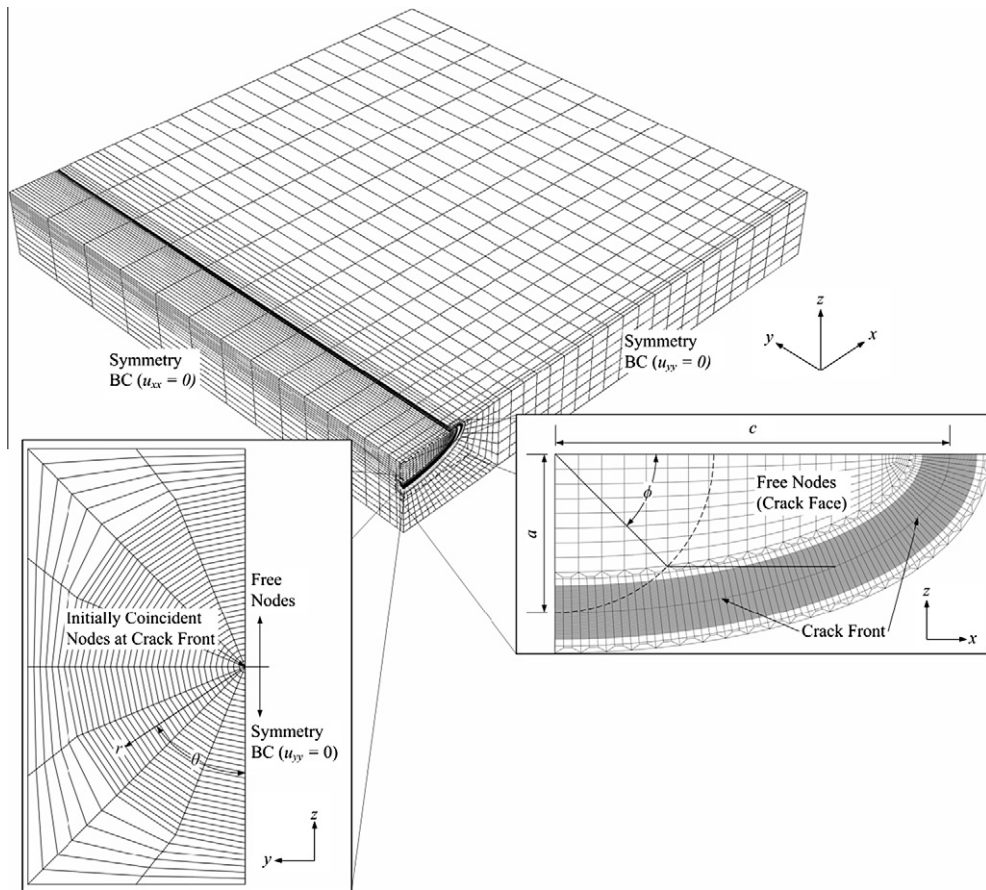 z
y
x
Symmetry
BC (uxx = 0)
Symmetry
BC (uyy = 0)
c
a
ϕ
Free Nodes
(Crack Face)
Crack Front
z
x
Free
Nodes
Initially Coincident
Nodes at Crack Front
Symmetry
BC (uyy = 0)
r
θ
z
y